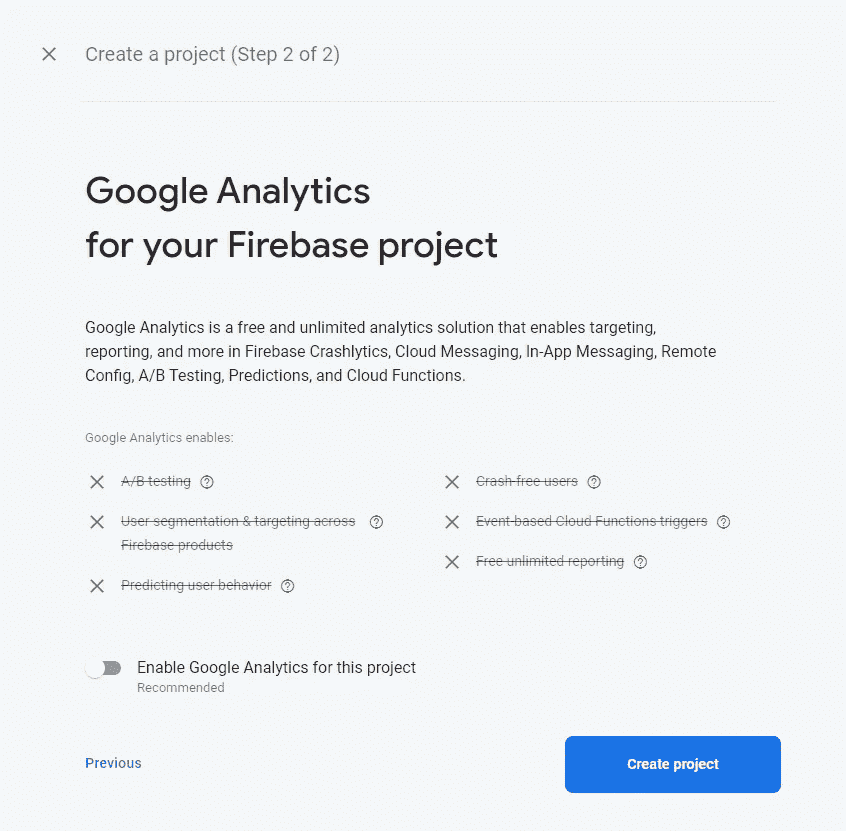 Create a project (Step 2 of 2)
Google Analytics
for your Firebase project
Google Analytics is a free and unlimited analytics solution that enables targeting,
reporting, and more in Firebase Crashlytics, Cloud Messaging, In-App Messaging, Remote
Config, A/B Testing, Predictions, and Cloud Functions.
Google Analytics enables:
A/B testing
User segmentation & targeting across
Firebase products
Predicting user behavior
Crash-free users
Event-based Cloud Functions triggers
Free unlimited reporting
Enable Google Analytics for this project
Recommended
Previous
Create project